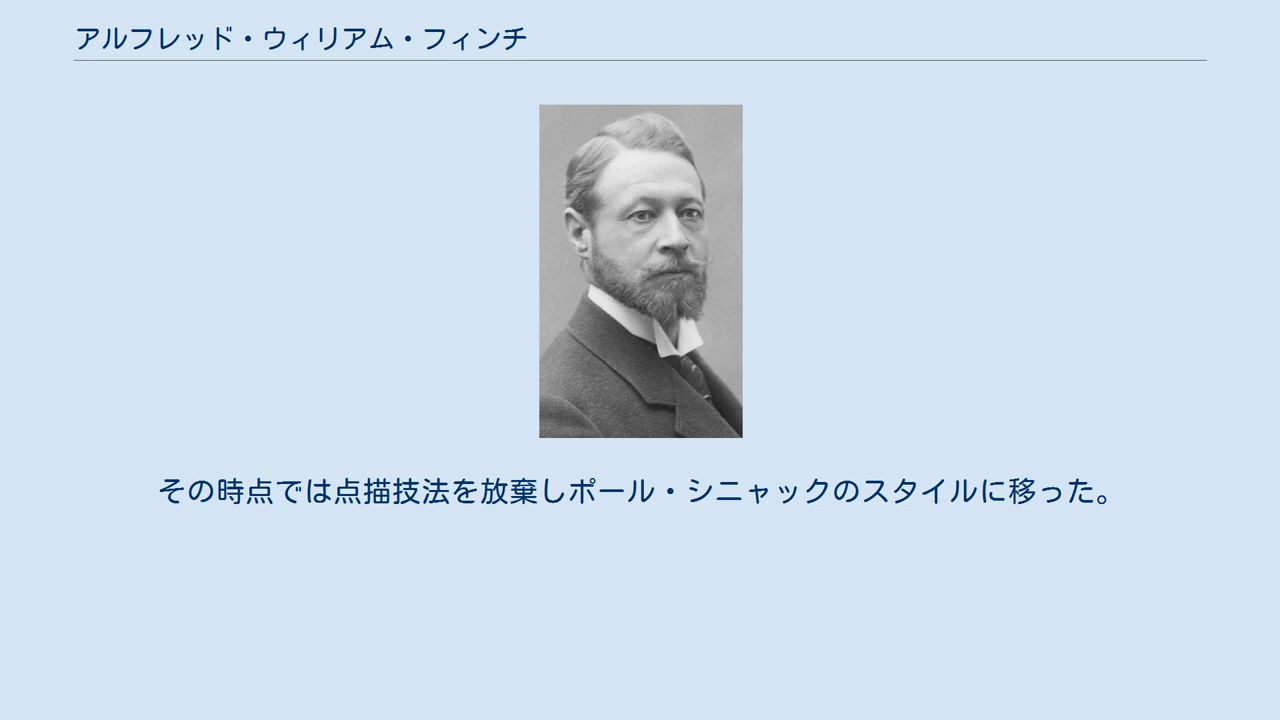 アルフレッド・ウィリアム・フィンチ
その時点では点描技法を放棄しポール・シニャックのスタイルに移った。